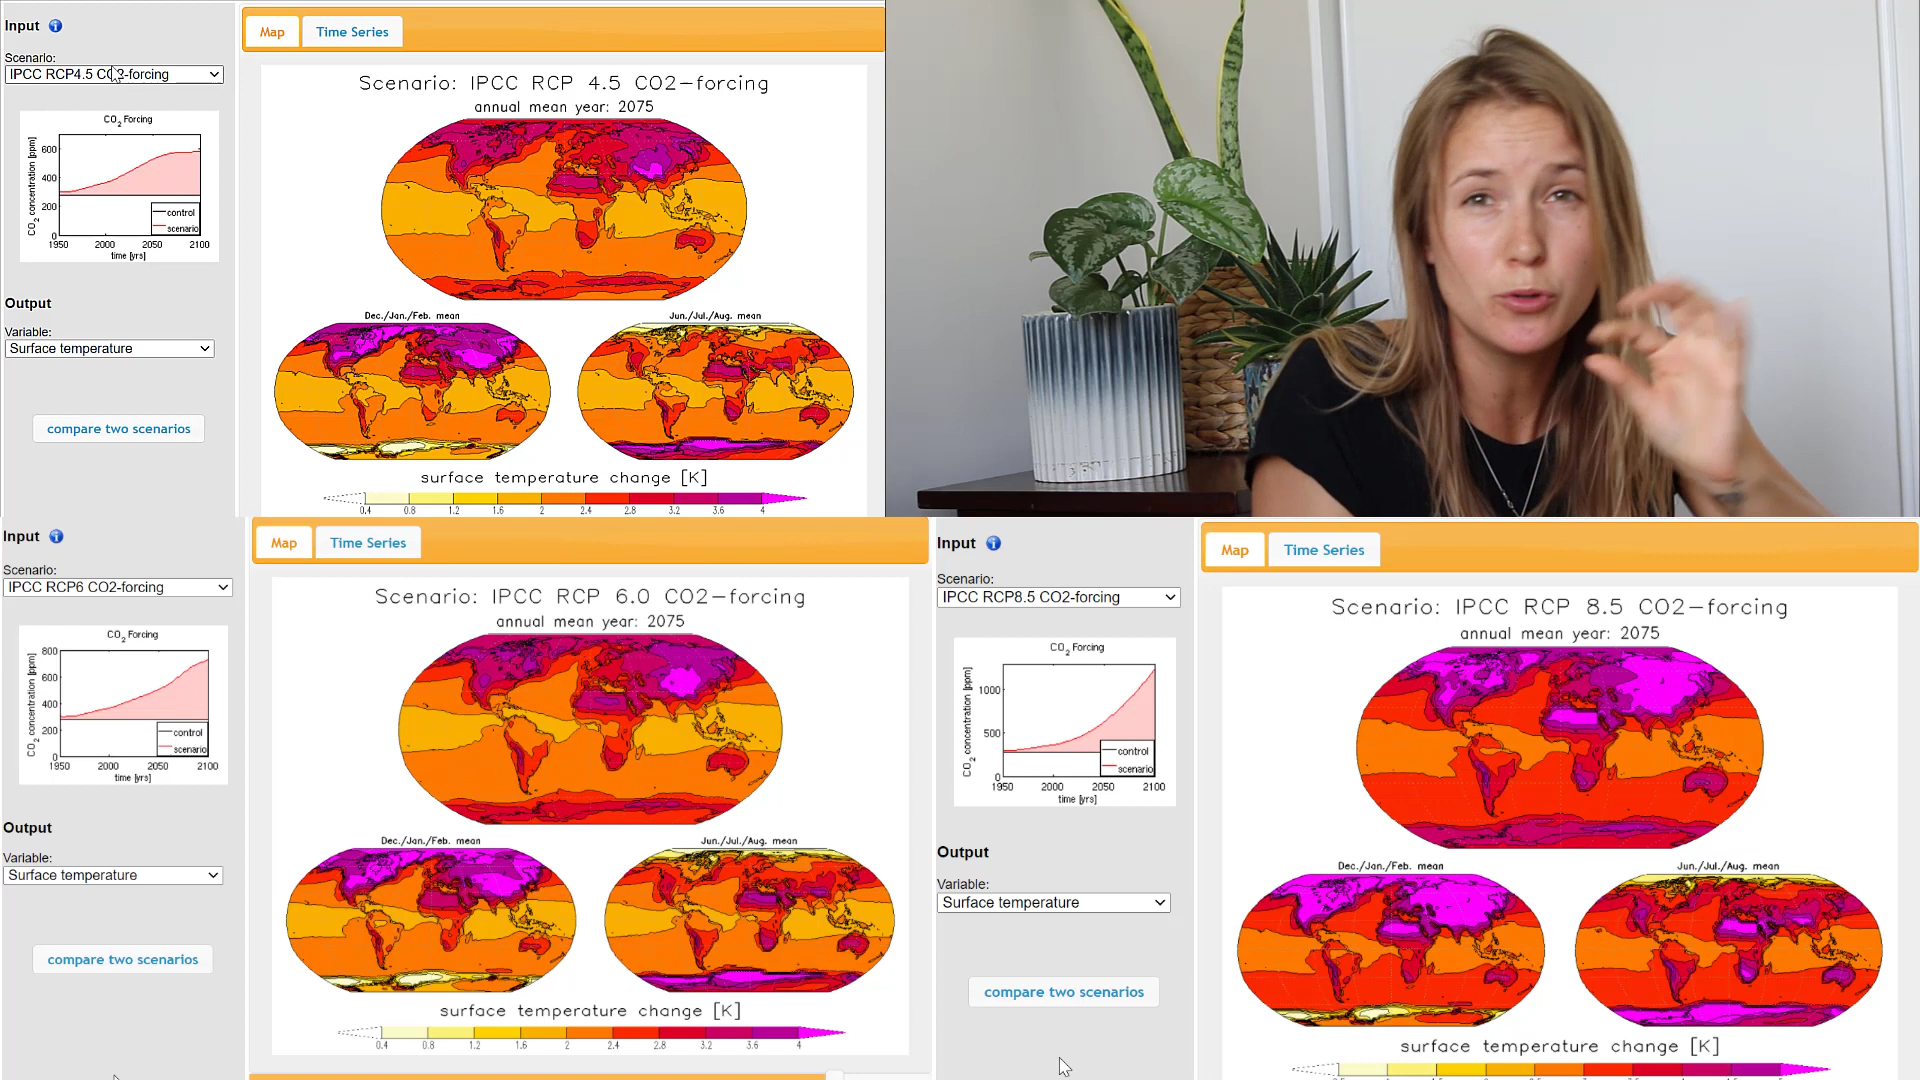 Input
Scenario:
IPCC RCP4.5 CO2-forcing
CO2 Forcing
CO2 concentration [ppm]
600
400
200
0
control
scenario
1950 2000 2050 2100
time [yrs]
Output
Variable:
Surface temperature
compare two scenarios
Map Time Series
Scenario: IPCC RCP 4.5 CO2-forcing
annual mean year: 2075
Dec./Jan./Feb. mean
Jun./Jul./Aug. mean
surface temperature change [K]
0.4 0.8 1.2 1.6 2 2.4 2.8 3.2 3.6 4
Input
Scenario:
IPCC RCP6 CO2-forcing
CO2 Forcing
CO2 concentration [ppm]
800
600
400
200
0
control
scenario
1950 2000 2050 2100
time [yrs]
Output
Variable:
Surface temperature
compare two scenarios
Map Time Series
Scenario: IPCC RCP 6.0 CO2-forcing
annual mean year: 2075
Dec./Jan./Feb. mean
Jun./Jul./Aug. mean
surface temperature change [K]
0.4 0.8 1.2 1.6 2 2.4 2.8 3.2 3.6 4
Input
Scenario:
IPCC RCP8.5 CO2-forcing
CO2 Forcing
CO2 concentration [ppm]
1000
500
0
control
scenario
1950 2000 2050 2100
time [yrs]
Output
Variable:
Surface temperature
compare two scenarios
Map Time Series
Scenario: IPCC RCP 8.5 CO2-forcing
annual mean year: 2075
Dec./Jan./Feb. mean
Jun./Jul./Aug. mean
surface temperature change [K]